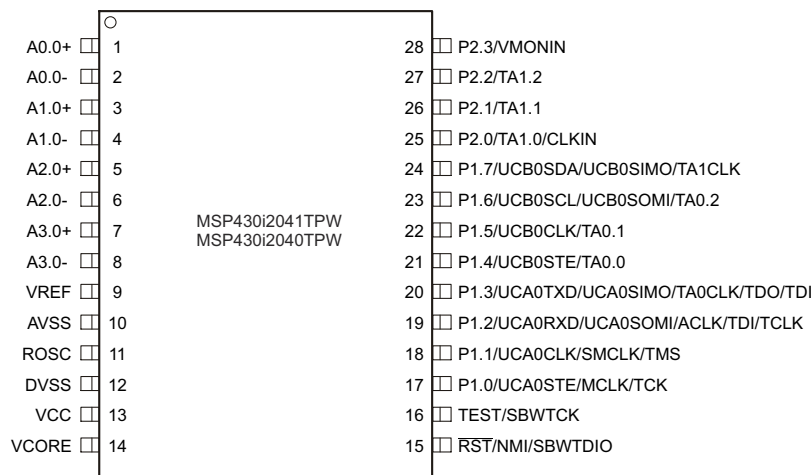 A0.0+ 1 28 P2.3/VMONIN
A0.0- 2 27 P2.2/TA1.2
A1.0+ 3 26 P2.1/TA1.1
A1.0- 4 25 P2.0/TA1.0/CLKIN
A2.0+ 5 24 P1.7/UCB0SDA/UCB0SIMO/TA1CLK
A2.0- 6 23 P1.6/UCB0SCL/UCB0SOMI/TA0.2
MSP430i2041TPW
A3.0+ 7 22 P1.5/UCB0CLK/TA0.1
MSP430i2040TPW
A3.0- 8 21 P1.4/UCB0STE/TA0.0
VREF 9 20 P1.3/UCA0TXD/UCA0SIMO/TA0CLK/TDO/TDI
AVSS 10 19 P1.2/UCA0RXD/UCA0SOMI/ACLK/TDI/TCLK
ROSC 11 18 P1.1/UCA0CLK/SMCLK/TMS
DVSS 12 17 P1.0/UCA0STE/MCLK/TCK
VCC 13 16 TEST/SBWTCK
VCORE 14 15 RST/NMI/SBWTDIO